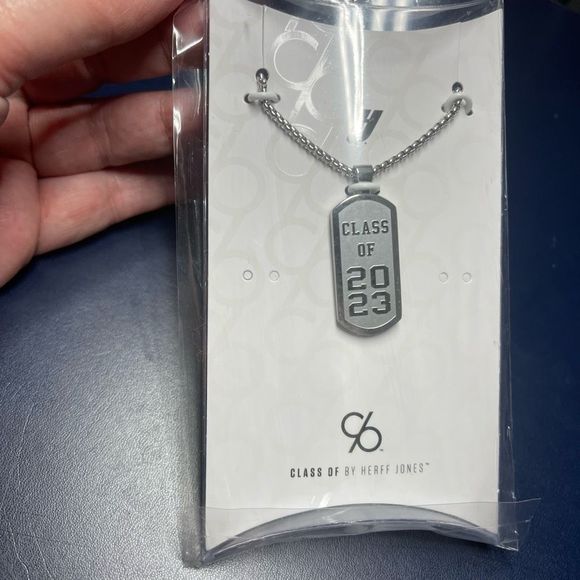 CLASS
OF
20
23
CLASS OF BY HERFF JONES™